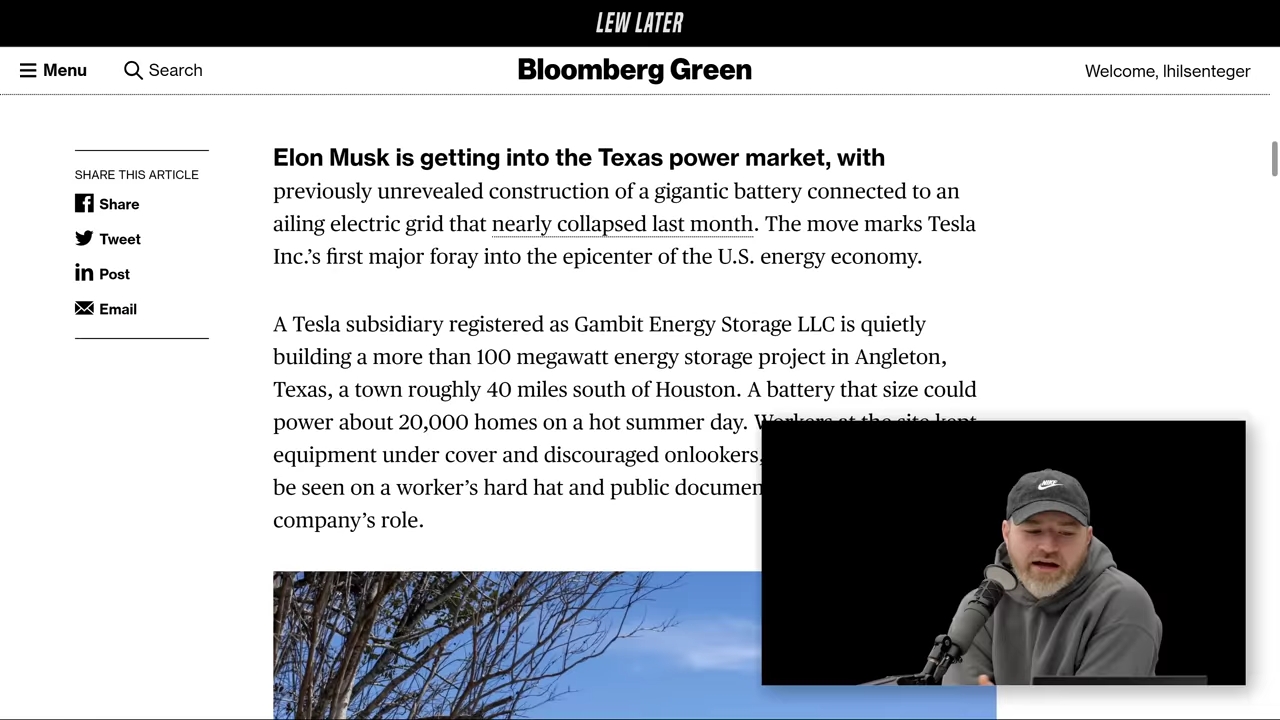 LEW LATER
Menu
Search
Bloomberg Green
Welcome, lhilsenteger
SHARE THIS ARTICLE
Share
Tweet
Post
Email
Elon Musk is getting into the Texas power market, with
previously unrevealed construction of a gigantic battery connected to an
ailing electric grid that nearly collapsed last month. The move marks Tesla
Inc.’s first major foray into the epicenter of the U.S. energy economy.
A Tesla subsidiary registered as Gambit Energy Storage LLC is quietly
building a more than 100 megawatt energy storage project in Angleton,
Texas, a town roughly 40 miles south of Houston. A battery that size could
power about 20,000 homes on a hot summer day. Workers at the site kept
equipment under cover and discouraged onlookers,
be seen on a worker’s hard hat and public documen
company’s role.